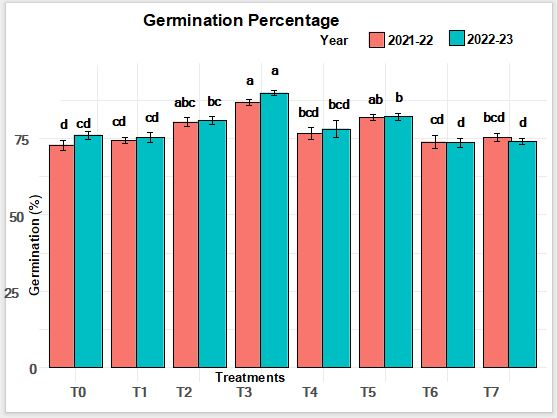 Germination Percentage
Year 2021-22 2022-23
a a
abc bc ab b
d cd cd cd bcd bcd cd d bcd d
75
50
25
0
Germination (%)
T0 T1 T2 T3 T4 T5 T6 T7
Treatments